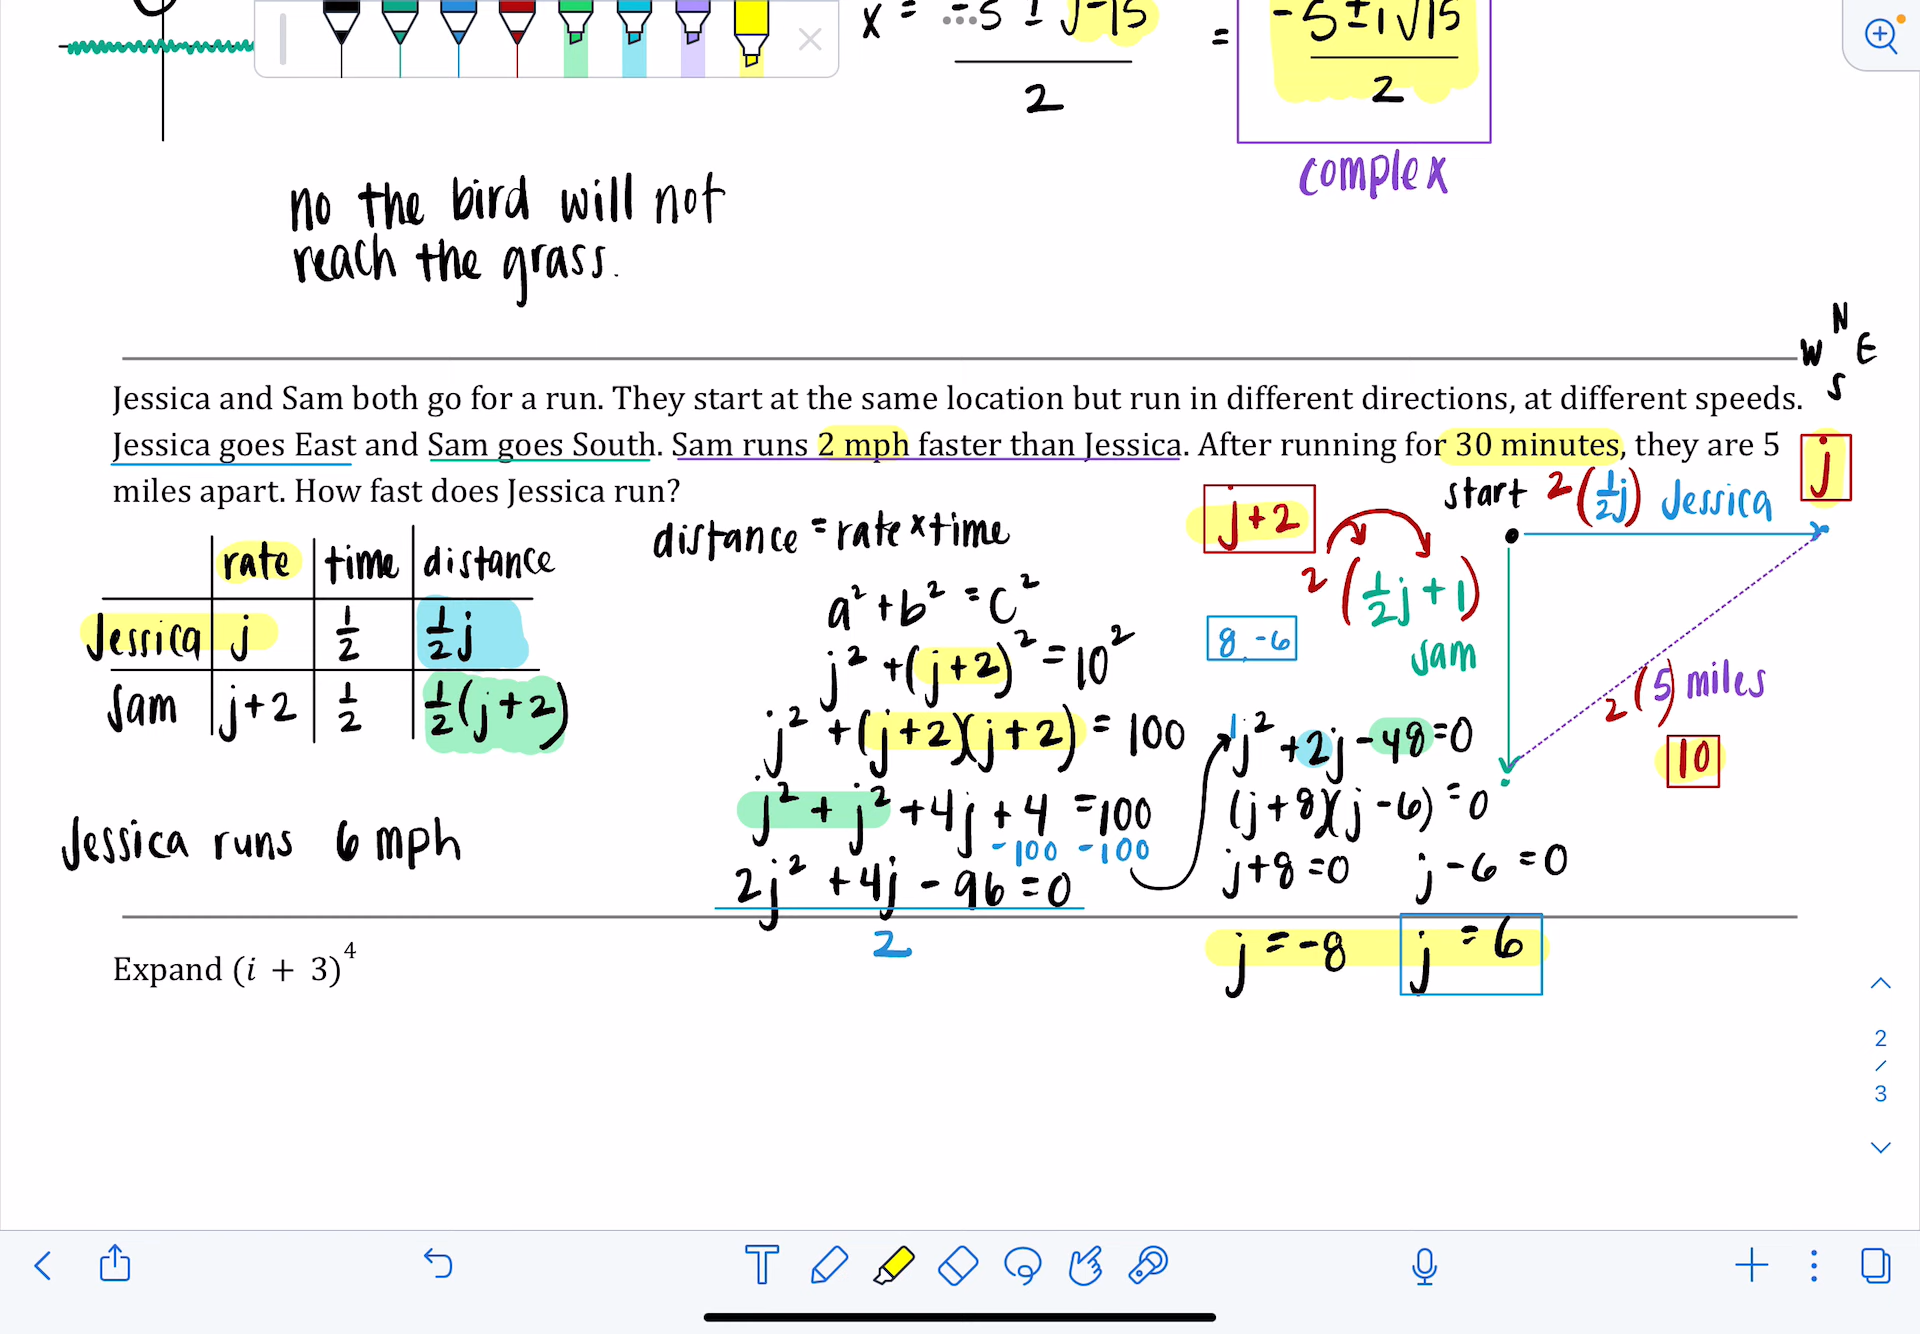 x = -5 ± √-15 / 2 = -5 ± i√15 / 2
complex
no the bird will not
reach the grass.
N
W E
S
Jessica and Sam both go for a run. They start at the same location but run in different directions, at different speeds.
Jessica goes East and Sam goes South. Sam runs 2 mph faster than Jessica. After running for 30 minutes, they are 5
miles apart. How fast does Jessica run?
rate time distance
Jessica j 1/2 1/2 j
Sam j+2 1/2 1/2(j+2)
Jessica runs 6 mph
distance = rate × time
a² + b² = c²
j² + (j+2)² = 10²
j² + (j+2)(j+2) = 100
j² + j² + 4j + 4 = 100
-100 -100
2j² + 4j - 96 = 0
2
j+2
start 2(1/2 j) Jessica
j
2(1/2 j + 1)
Sam
8, -6
2(5) miles
10
1j² + 2j - 48 = 0
(j+8)(j-6) = 0
j+8 = 0 j-6 = 0
j = -8 j = 6
Expand (i + 3)⁴
2
/
3
T